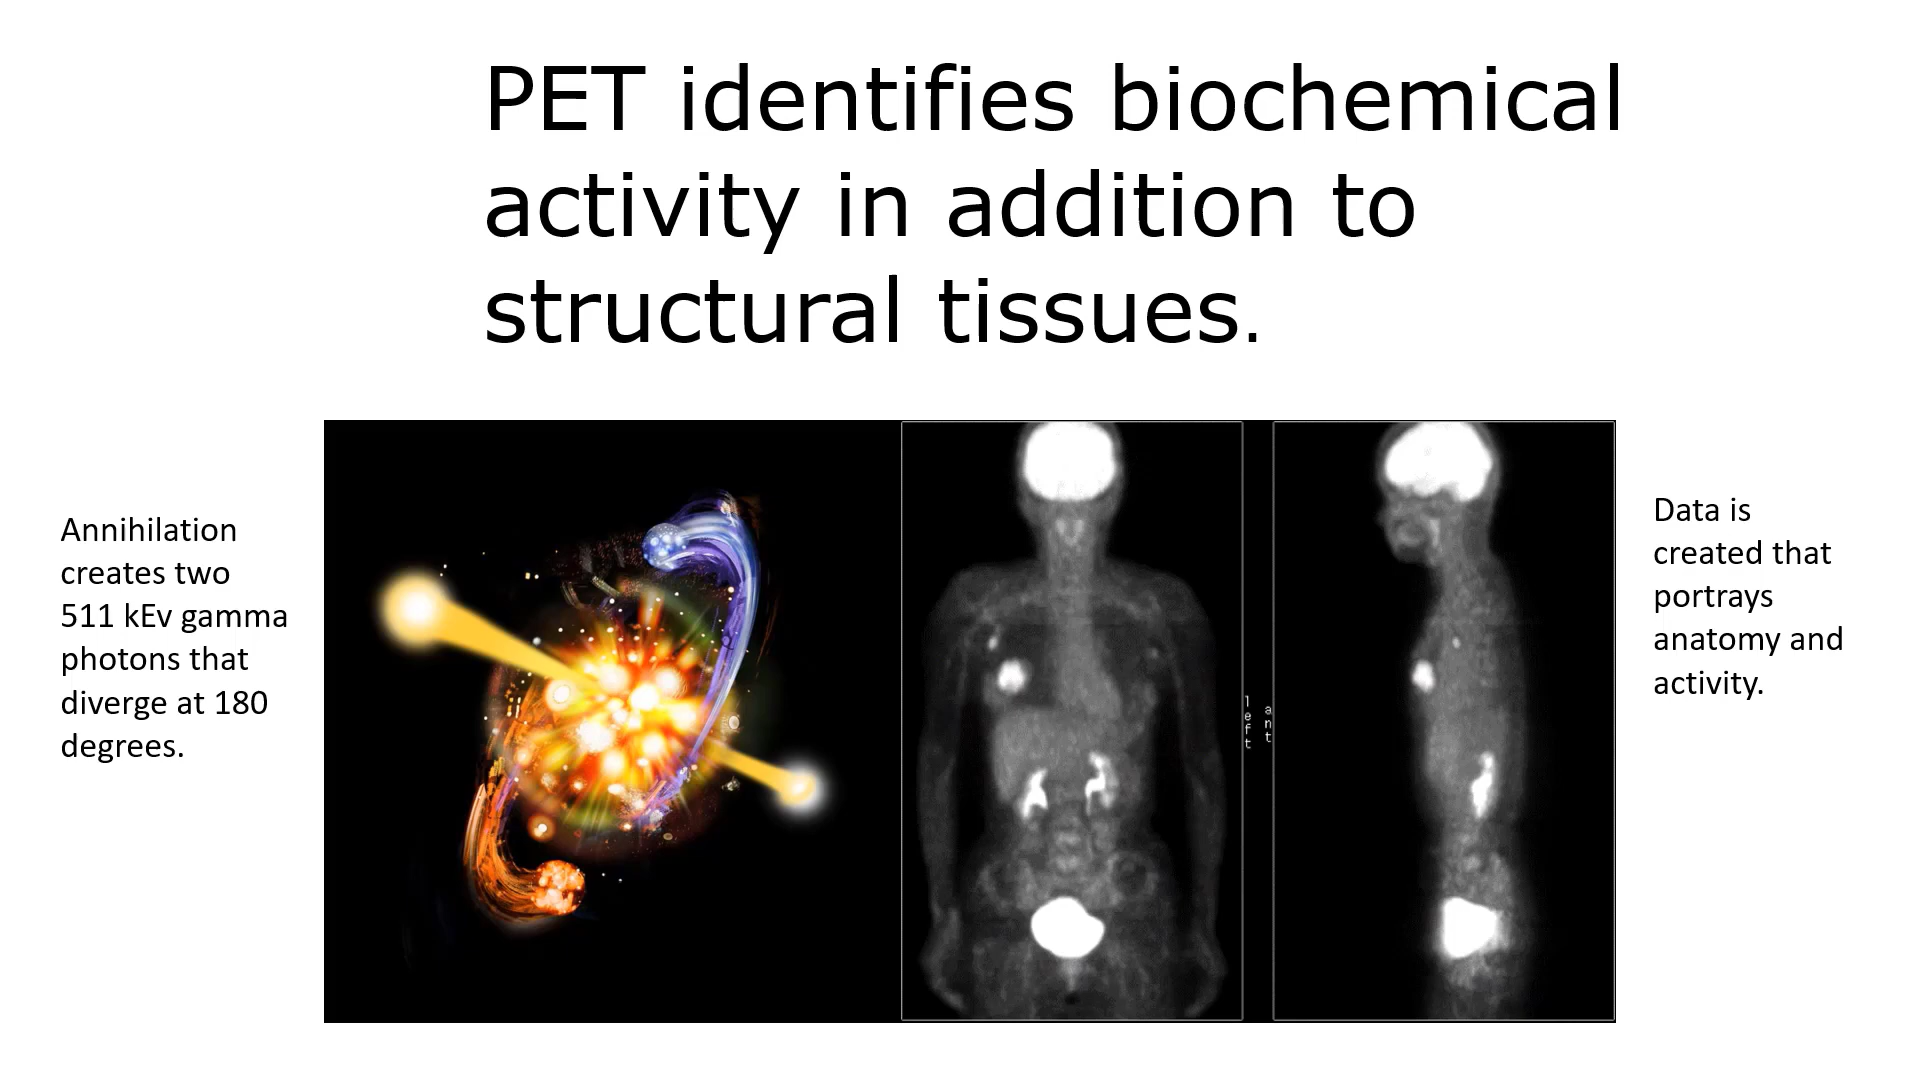 PET identifies biochemical
activity in addition to
structural tissues.
Annihilation
creates two
511 kEv gamma
photons that
diverge at 180
degrees.
left
ant
Data is
created that
portrays
anatomy and
activity.